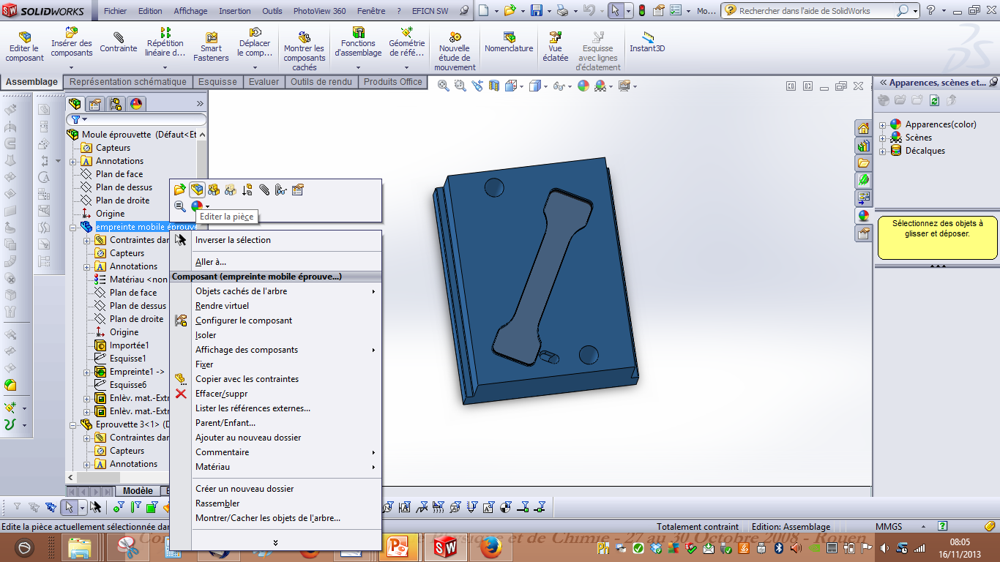 SOLIDWORKS
Fichier Edition Affichage Insertion Outils PhotoView 360 Fenêtre ? EFICN SW
Mo...
Rechercher dans l'aide de SolidWorks
Editer le composant
Insérer des composants
Contrainte
Répétition linéaire d...
Smart Fasteners
Déplacer le comp...
Montrer les composants cachés
Fonctions d'assemblage
Géométrie de réfé...
Nouvelle étude de mouvement
Nomenclature
Vue éclatée
Esquisse avec lignes d'éclatement
Instant3D
Assemblage Représentation schématique Esquisse Evaluer Outils de rendu Produits Office
Moule éprouvette (Défaut<Et
Capteurs
Annotations
Plan de face
Plan de dessus
Plan de droite
Origine
empreinte mobile éprouve
Contraintes dan
Capteurs
Annotations
Matériau <non
Plan de face
Plan de dessus
Plan de droite
Origine
Importée1
Esquisse1
Empreinte1 ->
Esquisse6
Enlèv. mat.-Extr
Enlèv. mat.-Extr
Eprouvette 3<1> (D
Contraintes dan
Capteurs
Annotations
Modèle
Editer la pièce
Inverser la sélection
Aller à...
Composant (empreinte mobile éprouve...)
Objets cachés de l'arbre
Rendre virtuel
Configurer le composant
Isoler
Affichage des composants
Fixer
Copier avec les contraintes
Effacer/suppr
Lister les références externes...
Parent/Enfant...
Ajouter au nouveau dossier
Commentaire
Matériau
Créer un nouveau dossier
Rassembler
Montrer/Cacher les objets de l'arbre...
Apparences, scènes et...
Apparences(color)
Scènes
Décalques
Sélectionnez des objets à
glisser et déposer.
Edite la pièce actuellement sélectionnée dan
Totalement contraint
Edition: Assemblage
MMGS
et de Chimie - 27 au 30 Octobre 2008 - Rouen
08:05
16/11/2013